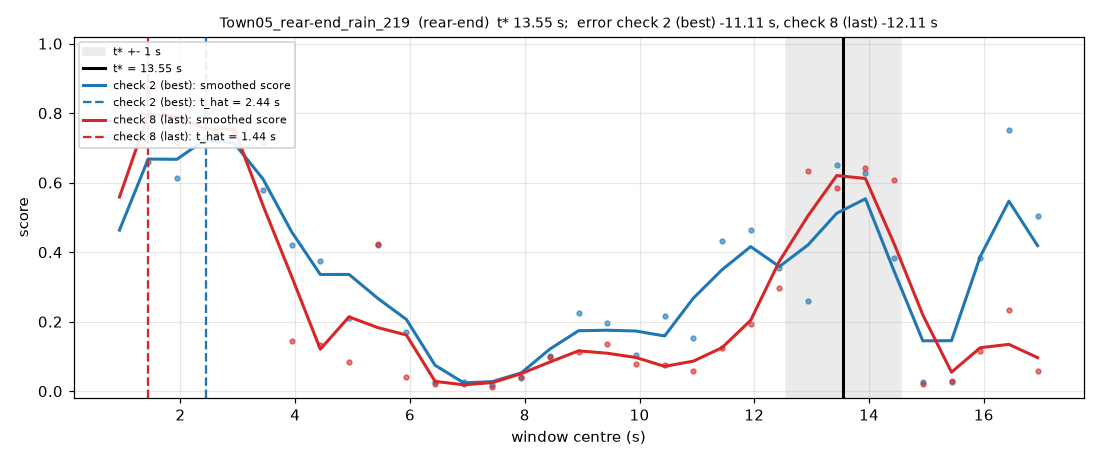 Town05_rear-end_rain_219  (rear-end)  t* 13.55 s;  error check 2 (best) -11.11 s, check 8 (last) -12.11 s
t* +- 1 s
t* = 13.55 s
check 2 (best): smoothed score
check 2 (best): t_hat = 2.44 s
check 8 (last): smoothed score
check 8 (last): t_hat = 1.44 s
1.0
0.8
0.6
0.4
0.2
0.0
score
2 4 6 8 10 12 14 16
window centre (s)